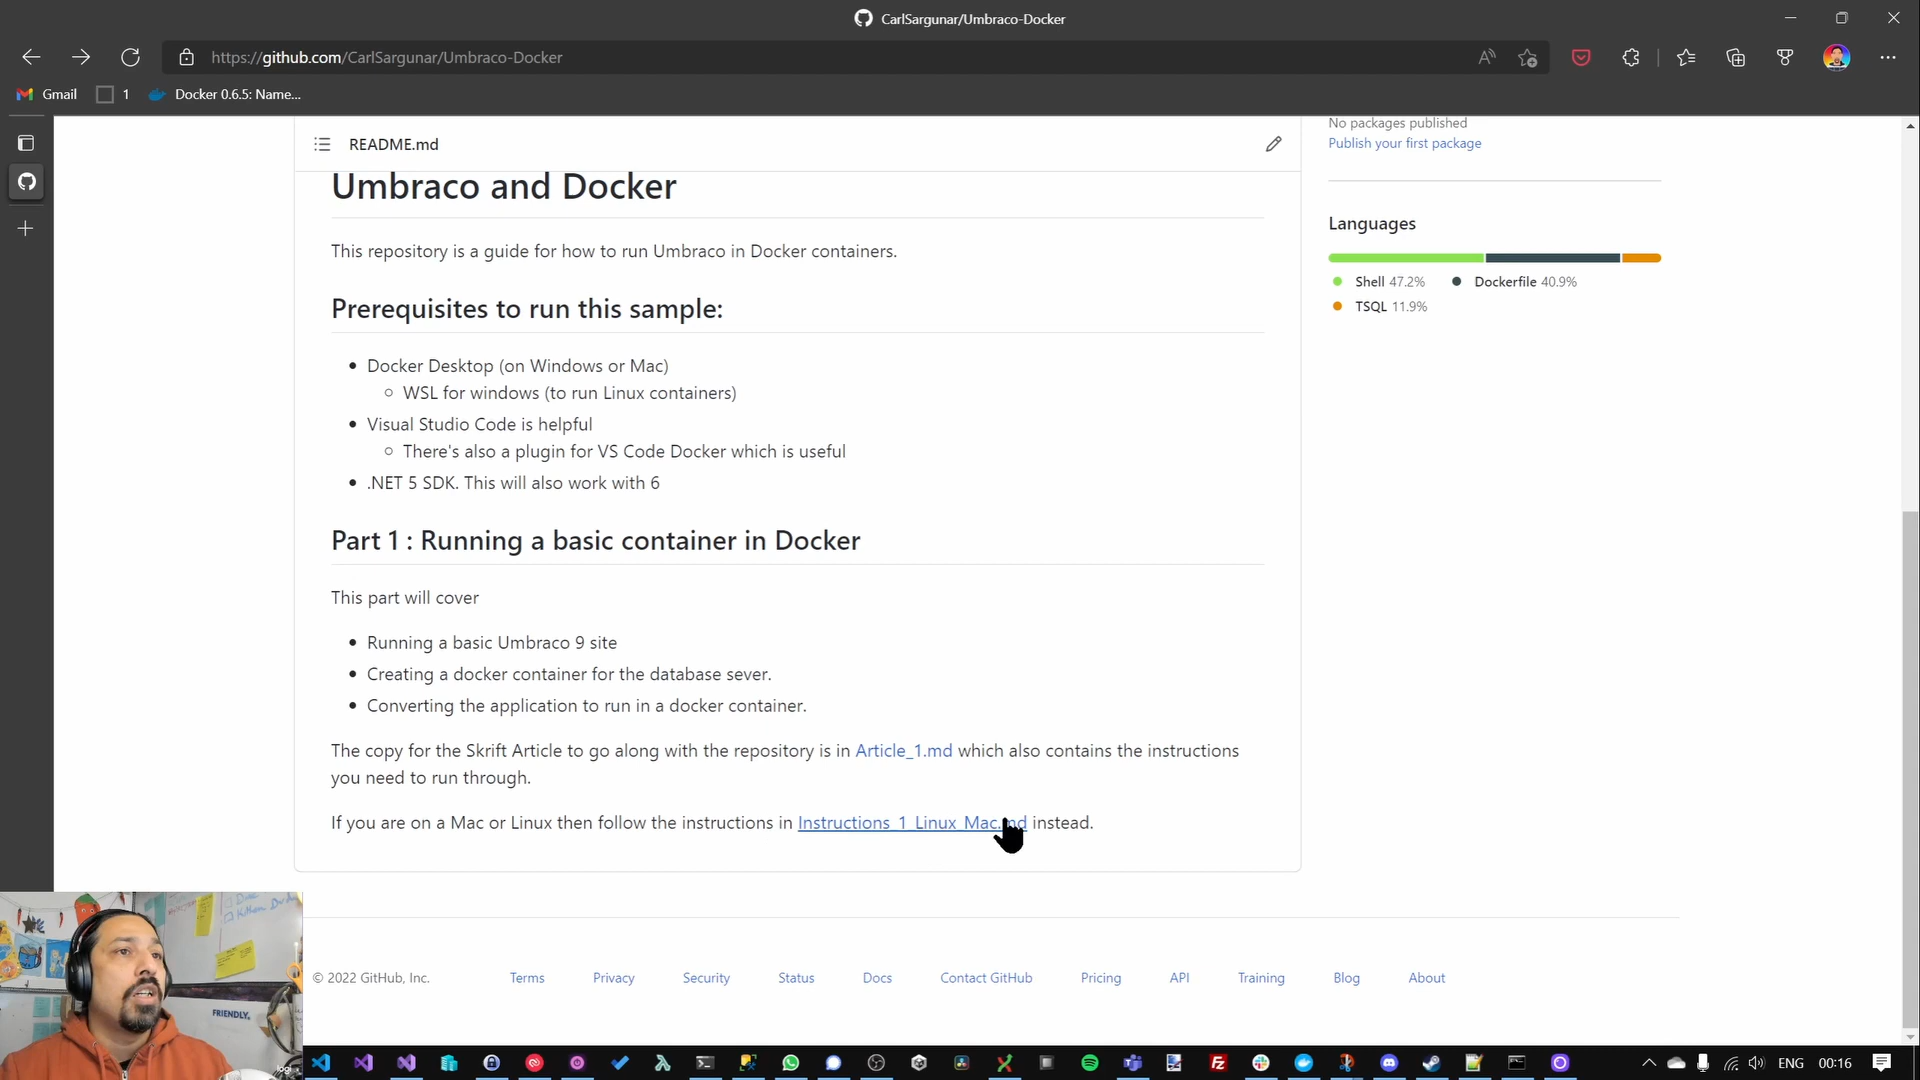 CarlSargunar/Umbraco-Docker
https://github.com/CarlSargunar/Umbraco-Docker
Gmail
1
Docker 0.6.5: Name...
README.md
No packages published
Publish your first package
Umbraco and Docker
This repository is a guide for how to run Umbraco in Docker containers.
Prerequisites to run this sample:
Docker Desktop (on Windows or Mac)
WSL for windows (to run Linux containers)
Visual Studio Code is helpful
There's also a plugin for VS Code Docker which is useful
.NET 5 SDK. This will also work with 6
Part 1 : Running a basic container in Docker
This part will cover
Running a basic Umbraco 9 site
Creating a docker container for the database sever.
Converting the application to run in a docker container.
The copy for the Skrift Article to go along with the repository is in Article_1.md which also contains the instructions
you need to run through.
If you are on a Mac or Linux then follow the instructions in Instructions_1_Linux_Mac.md instead.
Languages
Shell 47.2%
Dockerfile 40.9%
TSQL 11.9%
© 2022 GitHub, Inc.
Terms
Privacy
Security
Status
Docs
Contact GitHub
Pricing
API
Training
Blog
About
FRIENDLY.
logi
ENG
00:16